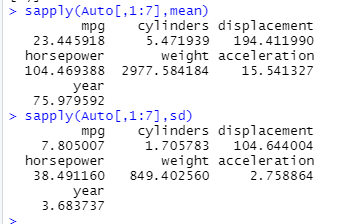 > sapply(Auto[,1:7],mean)
mpg cylinders displacement
23.445918 5.471939 194.411990
horsepower weight acceleration
104.469388 2977.584184 15.541327
year
75.979592
> sapply(Auto[,1:7],sd)
mpg cylinders displacement
7.805007 1.705783 104.644004
horsepower weight acceleration
38.491160 849.402560 2.758864
year
3.683737
>